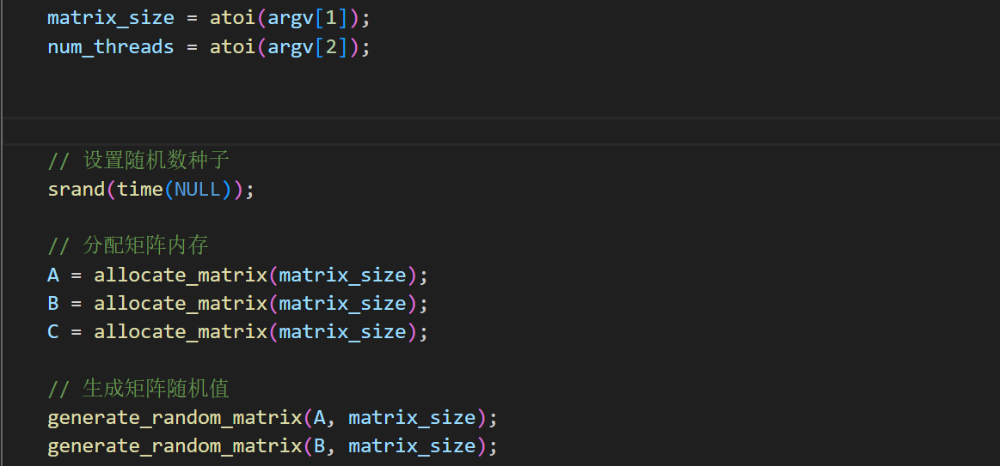 matrix_size = atoi(argv[1]);
num_threads = atoi(argv[2]);
// 设置随机数种子
srand(time(NULL));
// 分配矩阵内存
A = allocate_matrix(matrix_size);
B = allocate_matrix(matrix_size);
C = allocate_matrix(matrix_size);
// 生成矩阵随机值
generate_random_matrix(A, matrix_size);
generate_random_matrix(B, matrix_size);